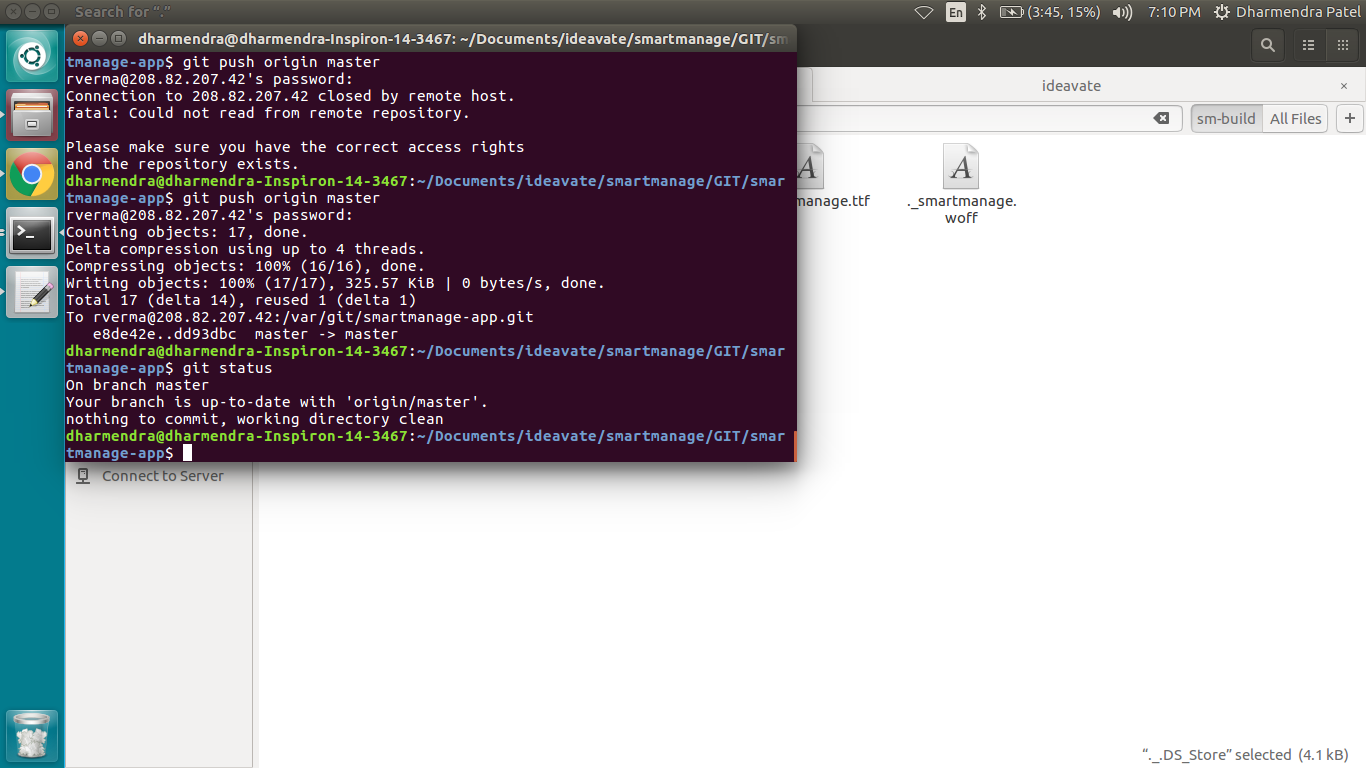 Search for “.”
En
(3:45, 15%)
7:10 PM
Dharmendra Patel
dharmendra@dharmendra-Inspiron-14-3467: ~/Documents/ideavate/smartmanage/GIT/sm
tmanage-app$ git push origin master
rverma@208.82.207.42's password:
Connection to 208.82.207.42 closed by remote host.
fatal: Could not read from remote repository.
Please make sure you have the correct access rights
and the repository exists.
dharmendra@dharmendra-Inspiron-14-3467:~/Documents/ideavate/smartmanage/GIT/smar
tmanage-app$ git push origin master
rverma@208.82.207.42's password:
Counting objects: 17, done.
Delta compression using up to 4 threads.
Compressing objects: 100% (16/16), done.
Writing objects: 100% (17/17), 325.57 KiB | 0 bytes/s, done.
Total 17 (delta 14), reused 1 (delta 1)
To rverma@208.82.207.42:/var/git/smartmanage-app.git
e8de42e..dd93dbc  master -> master
dharmendra@dharmendra-Inspiron-14-3467:~/Documents/ideavate/smartmanage/GIT/smar
tmanage-app$ git status
On branch master
Your branch is up-to-date with 'origin/master'.
nothing to commit, working directory clean
dharmendra@dharmendra-Inspiron-14-3467:~/Documents/ideavate/smartmanage/GIT/smar
tmanage-app$
ideavate
sm-build
All Files
manage.ttf
._smartmanage.
woff
Connect to Server
“._.DS_Store” selected (4.1 kB)